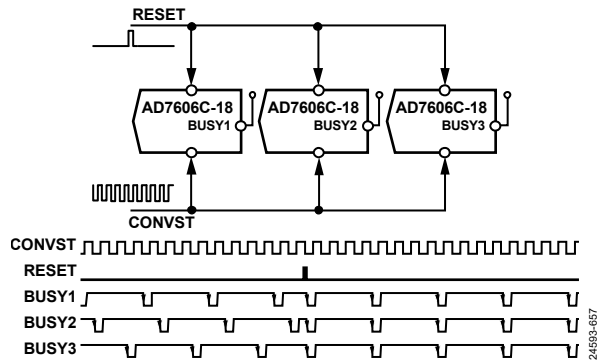 RESET
AD7606C-18 AD7606C-18 AD7606C-18
BUSY1 BUSY2 BUSY3
CONVST
CONVST
RESET
BUSY1
BUSY2
BUSY3
24593-657